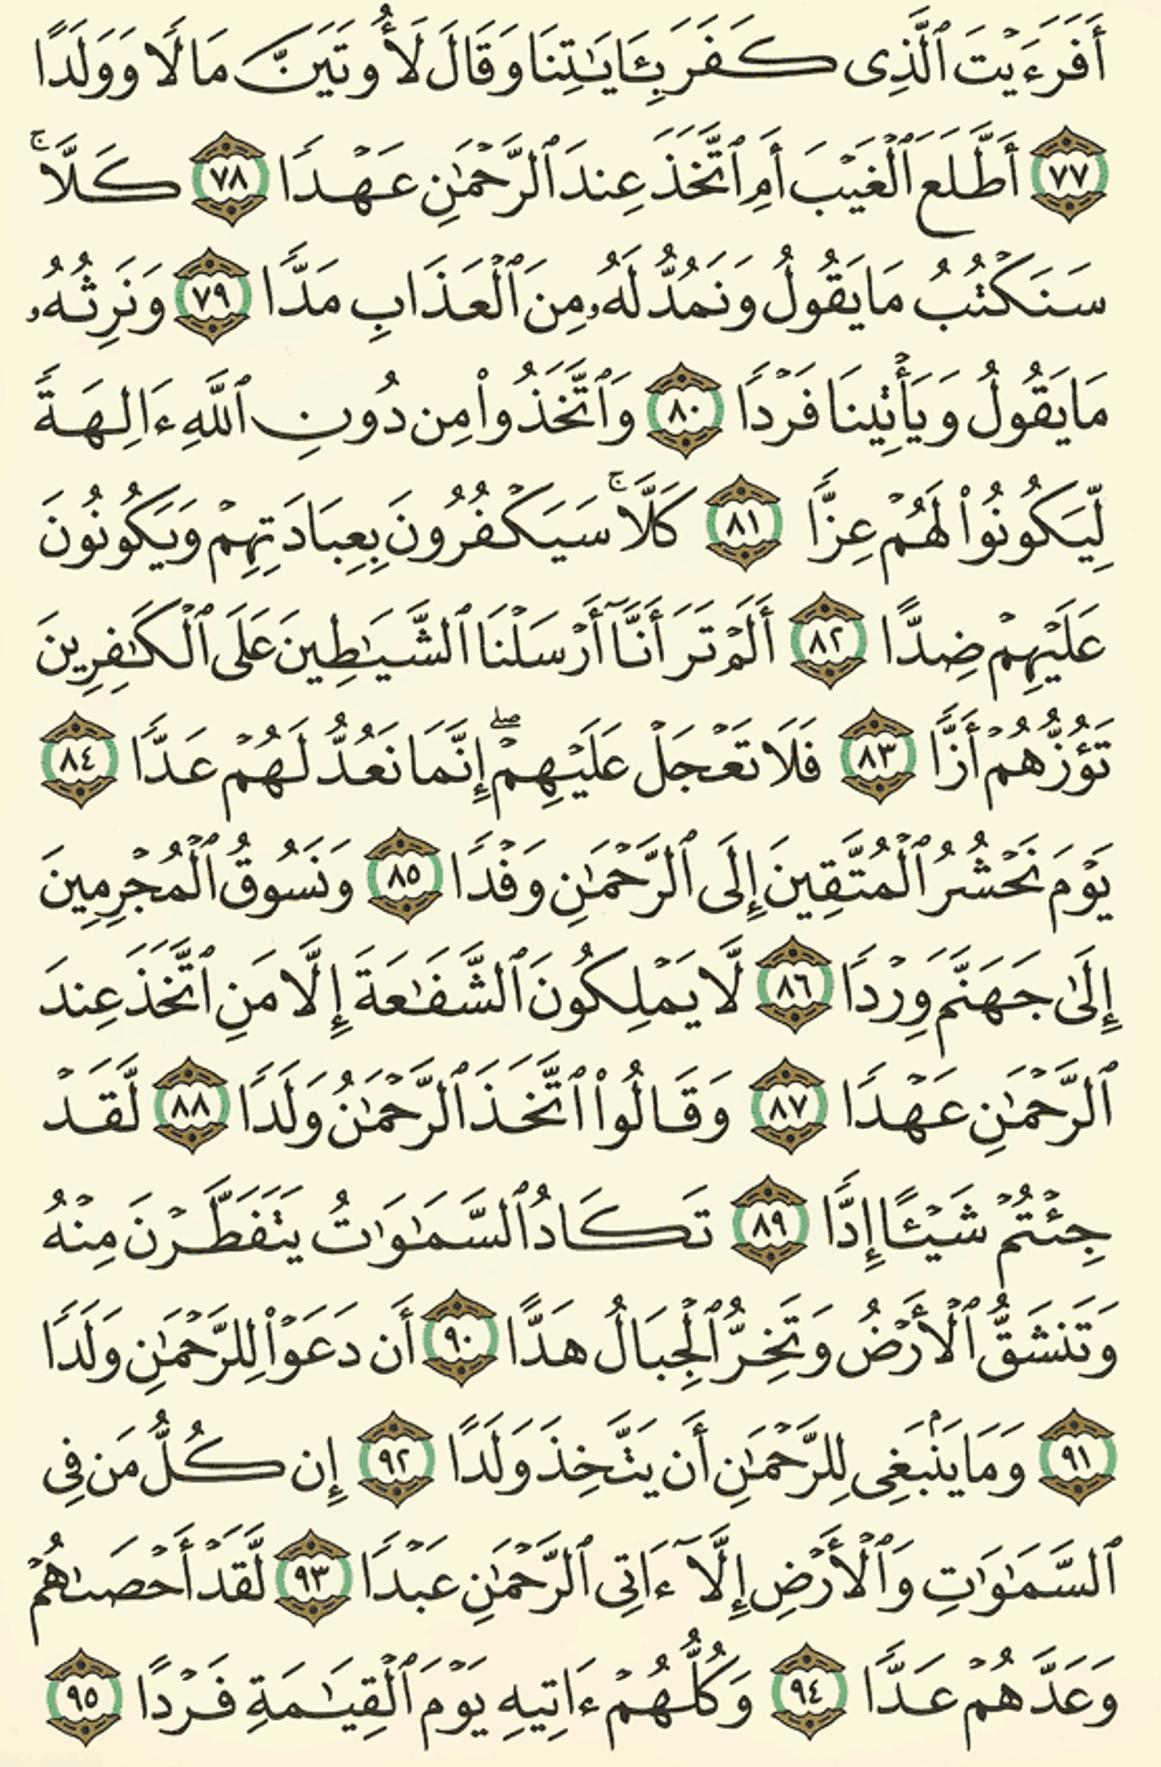 أَفَرَءَيۡتَ ٱلَّذِى كَفَرَ بِـَٔايَٰتِنَا وَقَالَ لَأُوتَيَنَّ مَالٗا وَوَلَدًا
٧٧ أَطَّلَعَ ٱلۡغَيۡبَ أَمِ ٱتَّخَذَ عِندَ ٱلرَّحۡمَٰنِ عَهۡدٗا ٧٨ كَلَّاۚ
سَنَكۡتُبُ مَا يَقُولُ وَنَمُدُّ لَهُۥ مِنَ ٱلۡعَذَابِ مَدّٗا ٧٩ وَنَرِثُهُۥ
مَا يَقُولُ وَيَأۡتِينَا فَرۡدٗا ٨٠ وَٱتَّخَذُواْ مِن دُونِ ٱللَّهِ ءَالِهَةٗ
لِّيَكُونُواْ لَهُمۡ عِزّٗا ٨١ كَلَّاۚ سَيَكۡفُرُونَ بِعِبَادَتِهِمۡ وَيَكُونُونَ
عَلَيۡهِمۡ ضِدًّا ٨٢ أَلَمۡ تَرَ أَنَّآ أَرۡسَلۡنَا ٱلشَّيَٰطِينَ عَلَى ٱلۡكَٰفِرِينَ
تَؤُزُّهُمۡ أَزّٗا ٨٣ فَلَا تَعۡجَلۡ عَلَيۡهِمۡۖ إِنَّمَا نَعُدُّ لَهُمۡ عَدّٗا ٨٤
يَوۡمَ نَحۡشُرُ ٱلۡمُتَّقِينَ إِلَى ٱلرَّحۡمَٰنِ وَفۡدٗا ٨٥ وَنَسُوقُ ٱلۡمُجۡرِمِينَ
إِلَىٰ جَهَنَّمَ وِرۡدٗا ٨٦ لَّا يَمۡلِكُونَ ٱلشَّفَٰعَةَ إِلَّا مَنِ ٱتَّخَذَ عِندَ
ٱلرَّحۡمَٰنِ عَهۡدٗا ٨٧ وَقَالُواْ ٱتَّخَذَ ٱلرَّحۡمَٰنُ وَلَدٗا ٨٨ لَّقَدۡ
جِئۡتُمۡ شَيۡـًٔا إِدّٗا ٨٩ تَكَادُ ٱلسَّمَٰوَٰتُ يَتَفَطَّرۡنَ مِنۡهُ
وَتَنشَقُّ ٱلۡأَرۡضُ وَتَخِرُّ ٱلۡجِبَالُ هَدًّا ٩٠ أَن دَعَوۡاْ لِلرَّحۡمَٰنِ وَلَدٗا
٩١ وَمَا يَنۢبَغِى لِلرَّحۡمَٰنِ أَن يَتَّخِذَ وَلَدًا ٩٢ إِن كُلُّ مَن فِى
ٱلسَّمَٰوَٰتِ وَٱلۡأَرۡضِ إِلَّآ ءَاتِى ٱلرَّحۡمَٰنِ عَبۡدٗا ٩٣ لَّقَدۡ أَحۡصَىٰهُمۡ
وَعَدَّهُمۡ عَدّٗا ٩٤ وَكُلُّهُمۡ ءَاتِيهِ يَوۡمَ ٱلۡقِيَٰمَةِ فَرۡدًا ٩٥